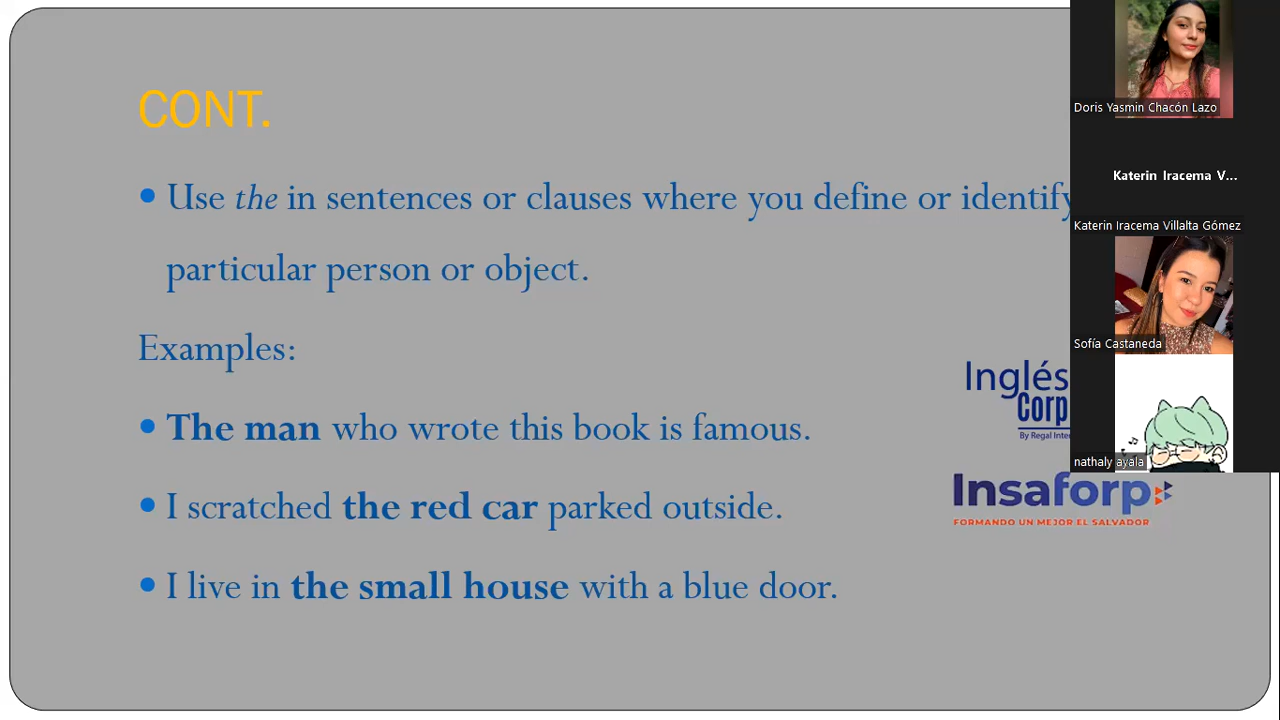 CONT.
• Use the in sentences or clauses where you define or identify
particular person or object.
Examples:
• The man who wrote this book is famous.
• I scratched the red car parked outside.
• I live in the small house with a blue door.
Inglés
Corp
By Regal Inter
Insaforp
FORMANDO UN MEJOR EL SALVADOR
Doris Yasmin Chacón Lazo
Katerin Iracema V...
Katerin Iracema Villalta Gómez
Sofía Castaneda
nathaly ayala